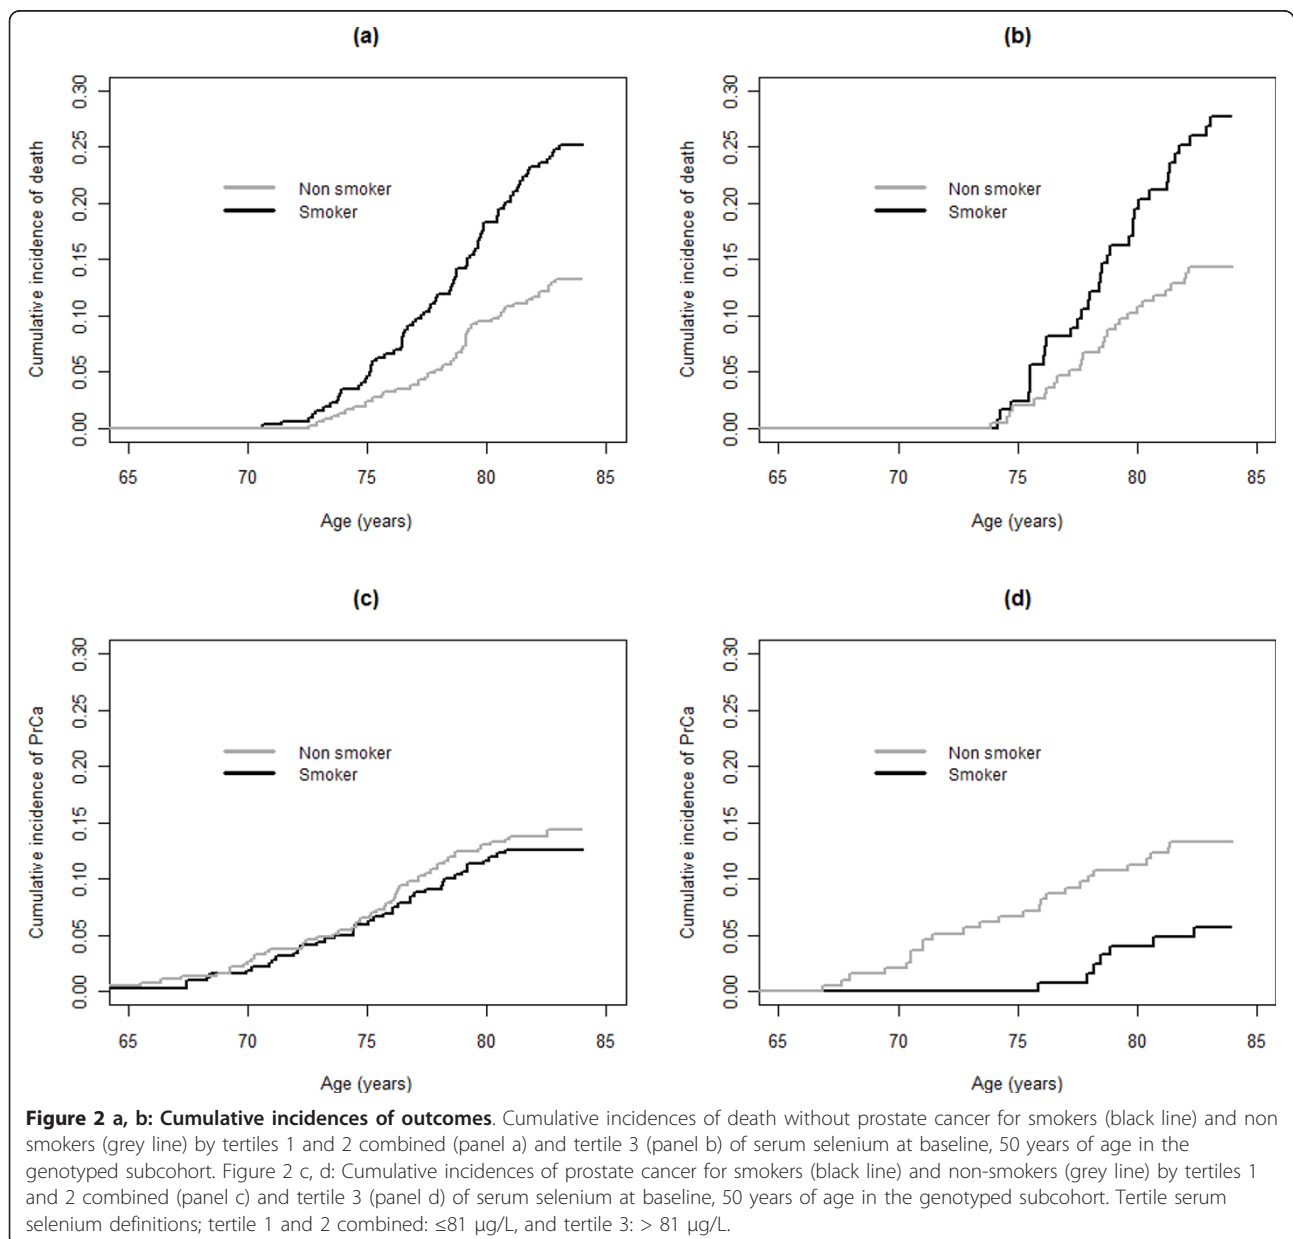 (a)
Cumulative incidence of death
0.00 0.05 0.10 0.15 0.20 0.25 0.30
Non smoker
Smoker
65 70 75 80 85
Age (years)
(b)
Cumulative incidence of death
0.00 0.05 0.10 0.15 0.20 0.25 0.30
Non smoker
Smoker
65 70 75 80 85
Age (years)
(c)
Cumulative incidence of PrCa
0.00 0.05 0.10 0.15 0.20 0.25 0.30
Non smoker
Smoker
65 70 75 80 85
Age (years)
(d)
Cumulative incidence of PrCa
0.00 0.05 0.10 0.15 0.20 0.25 0.30
Non smoker
Smoker
65 70 75 80 85
Age (years)
Figure 2 a, b: Cumulative incidences of outcomes. Cumulative incidences of death without prostate cancer for smokers (black line) and non
smokers (grey line) by tertiles 1 and 2 combined (panel a) and tertile 3 (panel b) of serum selenium at baseline, 50 years of age in the
genotyped subcohort. Figure 2 c, d: Cumulative incidences of prostate cancer for smokers (black line) and non-smokers (grey line) by tertiles 1
and 2 combined (panel c) and tertile 3 (panel d) of serum selenium at baseline, 50 years of age in the genotyped subcohort. Tertile serum
selenium definitions; tertile 1 and 2 combined: ≤81 μg/L, and tertile 3: > 81 μg/L.